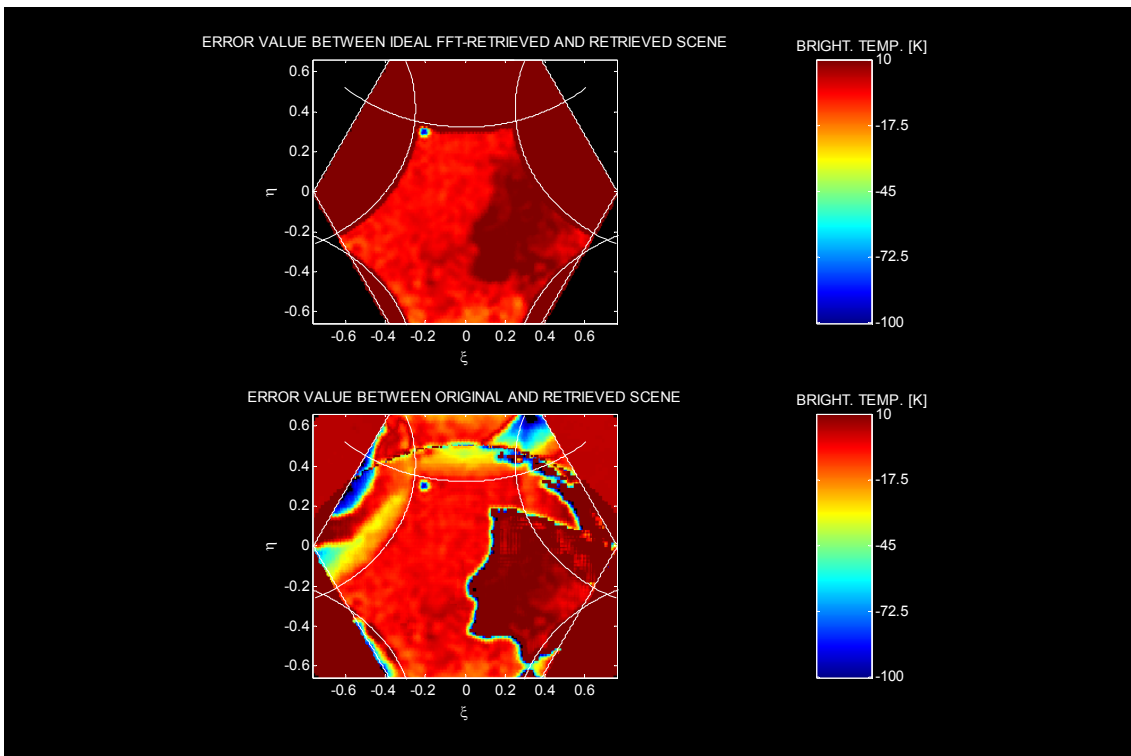 ERROR VALUE BETWEEN IDEAL FFT-RETRIEVED AND RETRIEVED SCENE
BRIGHT. TEMP. [K]
0.6
0.4
0.2
0
-0.2
-0.4
-0.6
η
-0.6 -0.4 -0.2 0 0.2 0.4 0.6
ξ
10
-17.5
-45
-72.5
-100
ERROR VALUE BETWEEN ORIGINAL AND RETRIEVED SCENE
BRIGHT. TEMP. [K]
0.6
0.4
0.2
0
-0.2
-0.4
-0.6
η
-0.6 -0.4 -0.2 0 0.2 0.4 0.6
ξ
10
-17.5
-45
-72.5
-100